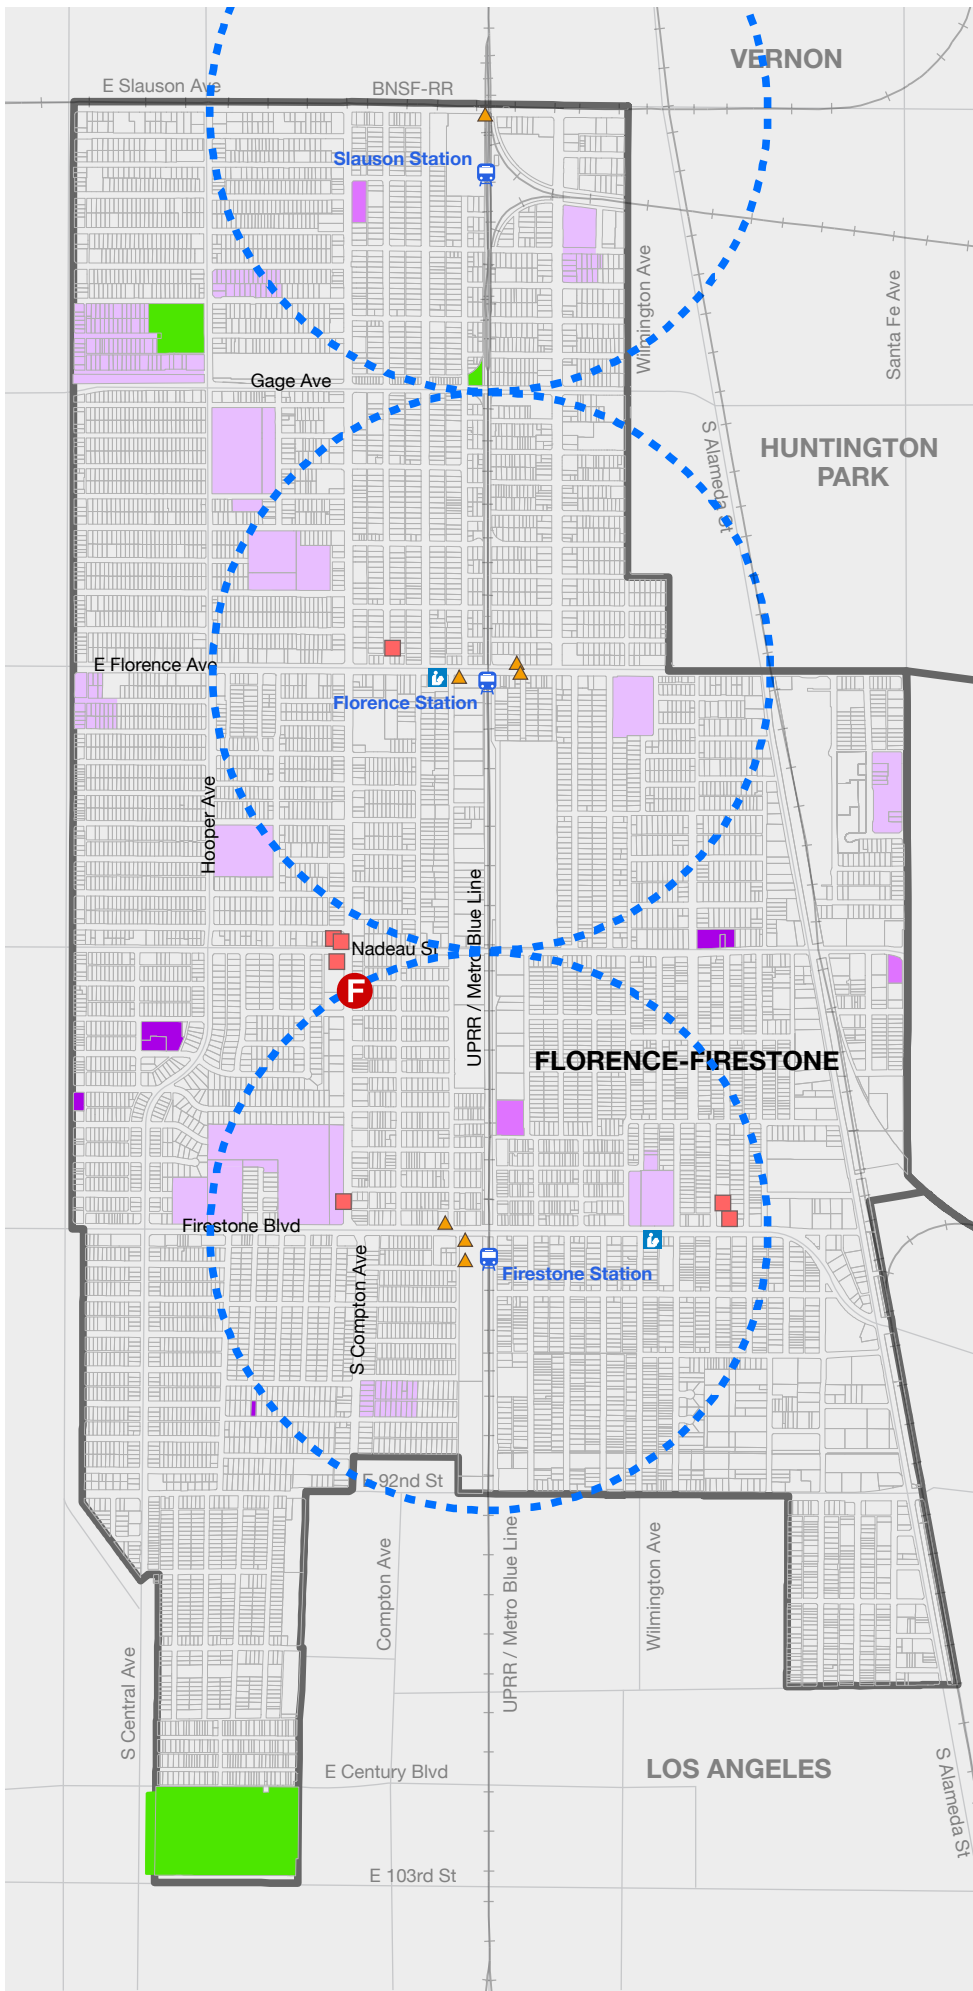 VERNON
E Slauson Ave
BNSF-RR
Slauson Station
Wilmington Ave
Santa Fe Ave
Gage Ave
S Alameda St
HUNTINGTON
PARK
E Florence Ave
Florence Station
Hooper Ave
UPRR / Metro Blue Line
Nadeau St
F
FLORENCE-FIRESTONE
Firestone Blvd
S Compton Ave
Firestone Station
E 92nd St
Compton Ave
UPRR / Metro Blue Line
Wilmington Ave
S Central Ave
E Century Blvd
LOS ANGELES
S Alameda St
E 103rd St